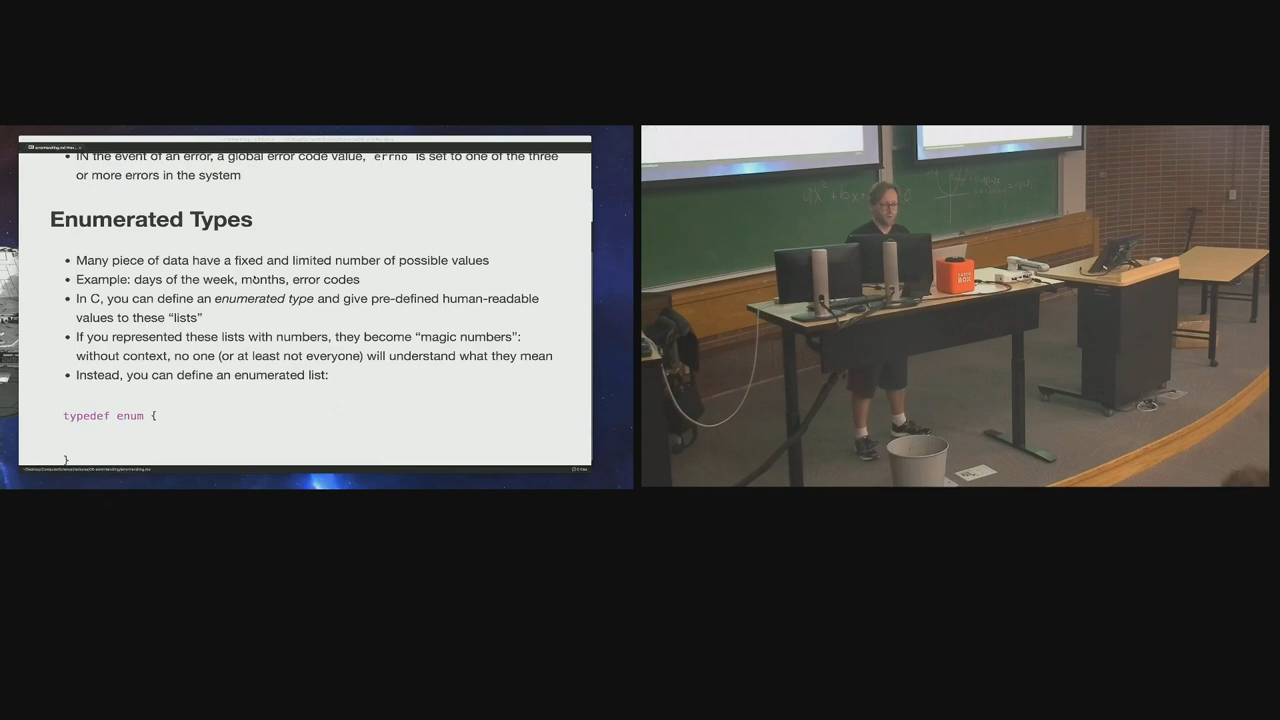 IN the event of an error, a global error code value, errno is set to one of the three
or more errors in the system
Enumerated Types
• Many piece of data have a fixed and limited number of possible values
• Example: days of the week, months, error codes
• In C, you can define an enumerated type and give pre-defined human-readable
values to these “lists”
• If you represented these lists with numbers, they become “magic numbers”:
without context, no one (or at least not everyone) will understand what they mean
• Instead, you can define an enumerated list:
typedef enum {
}
BOX